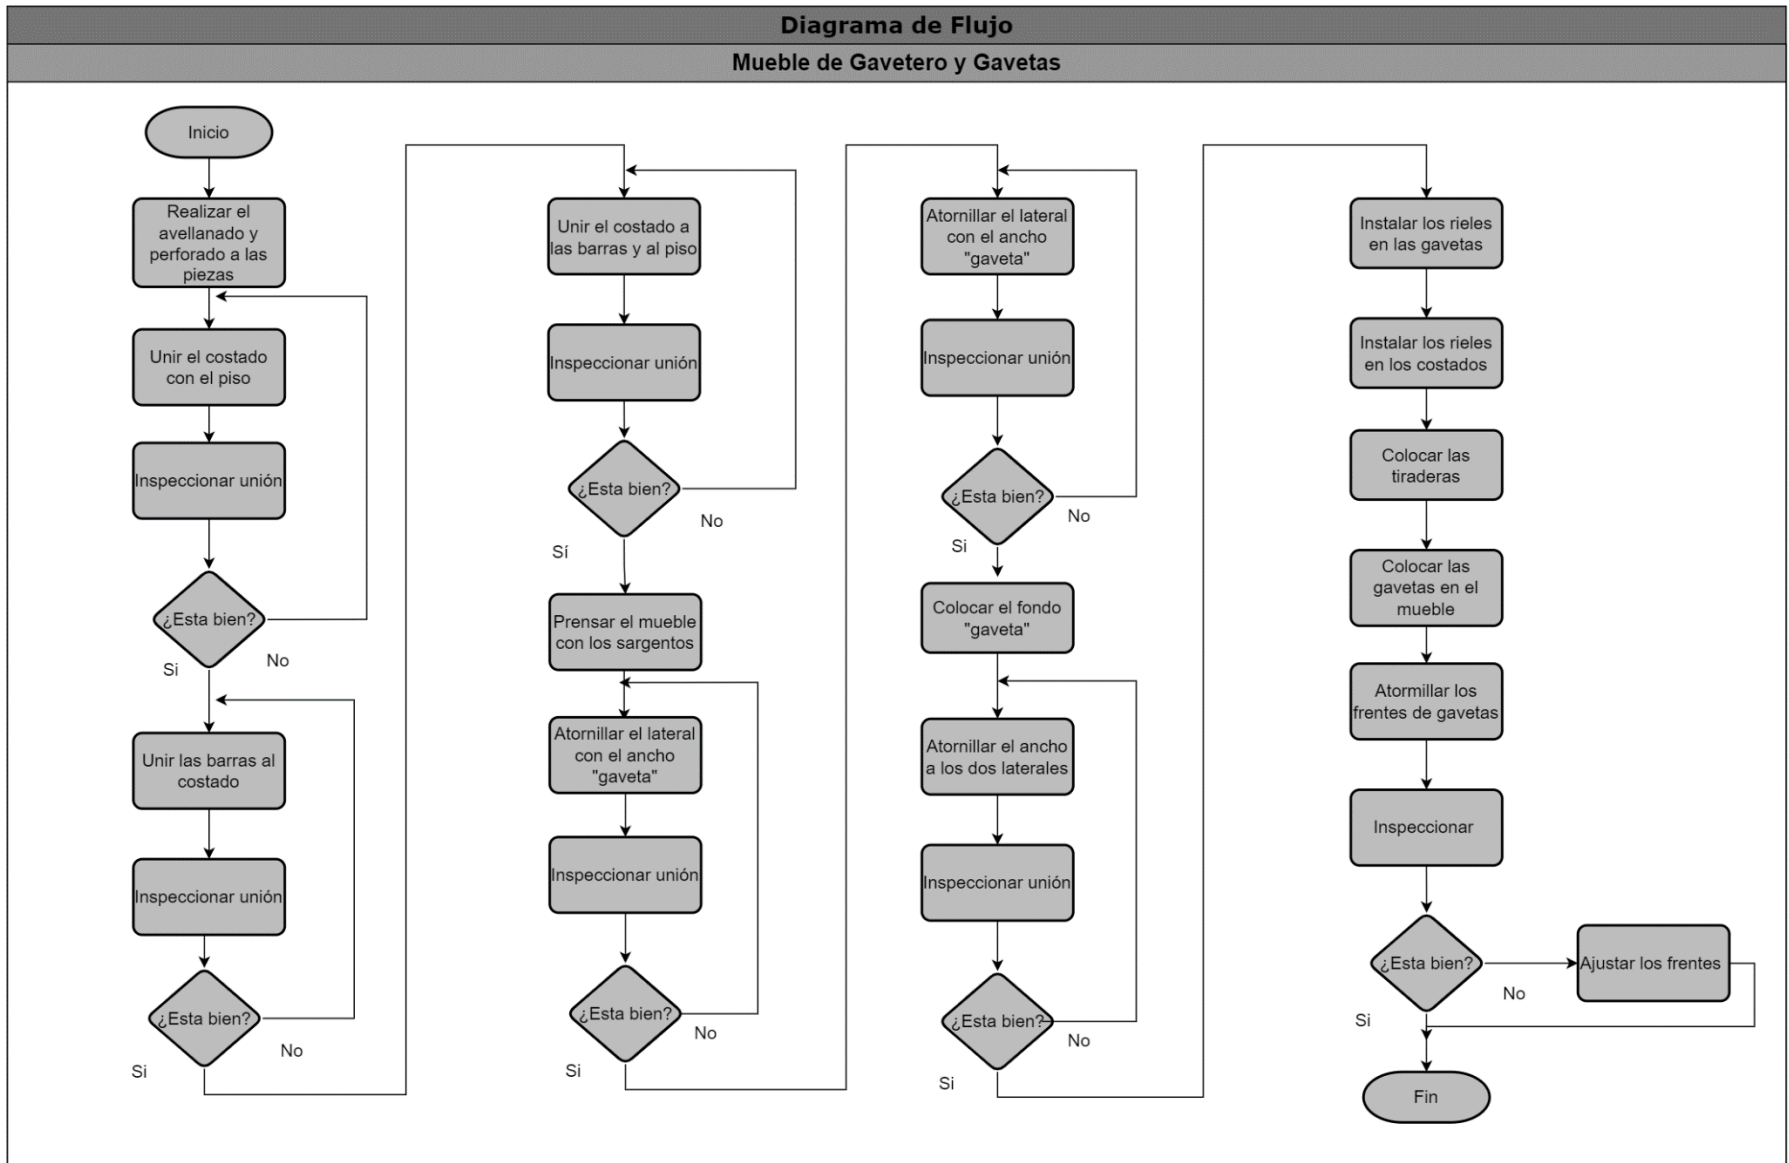 Diagrama de Flujo
Mueble de Gavetero y Gavetas
Inicio
Realizar el
avellanado y
perforado a las
piezas
Unir el costado
con el piso
Inspeccionar unión
¿Esta bien?
Si
No
Unir las barras al
costado
Inspeccionar unión
¿Esta bien?
No
Si
Unir el costado a
las barras y al piso
Inspeccionar unión
¿Esta bien?
No
Sí
Prensar el mueble
con los sargentos
Atornillar el lateral
con el ancho
"gaveta"
Inspeccionar unión
¿Esta bien?
No
Si
Atornillar el lateral
con el ancho
"gaveta"
Inspeccionar unión
¿Esta bien?
No
Si
Colocar el fondo
"gaveta"
Atornillar el ancho
a los dos laterales
Inspeccionar unión
¿Esta bien?
No
Si
Instalar los rieles
en las gavetas
Instalar los rieles
en los costados
Colocar las
tiraderas
Colocar las
gavetas en el
mueble
Atormillar los
frentes de gavetas
Inspeccionar
¿Esta bien?
No
Ajustar los frentes
Si
Fin